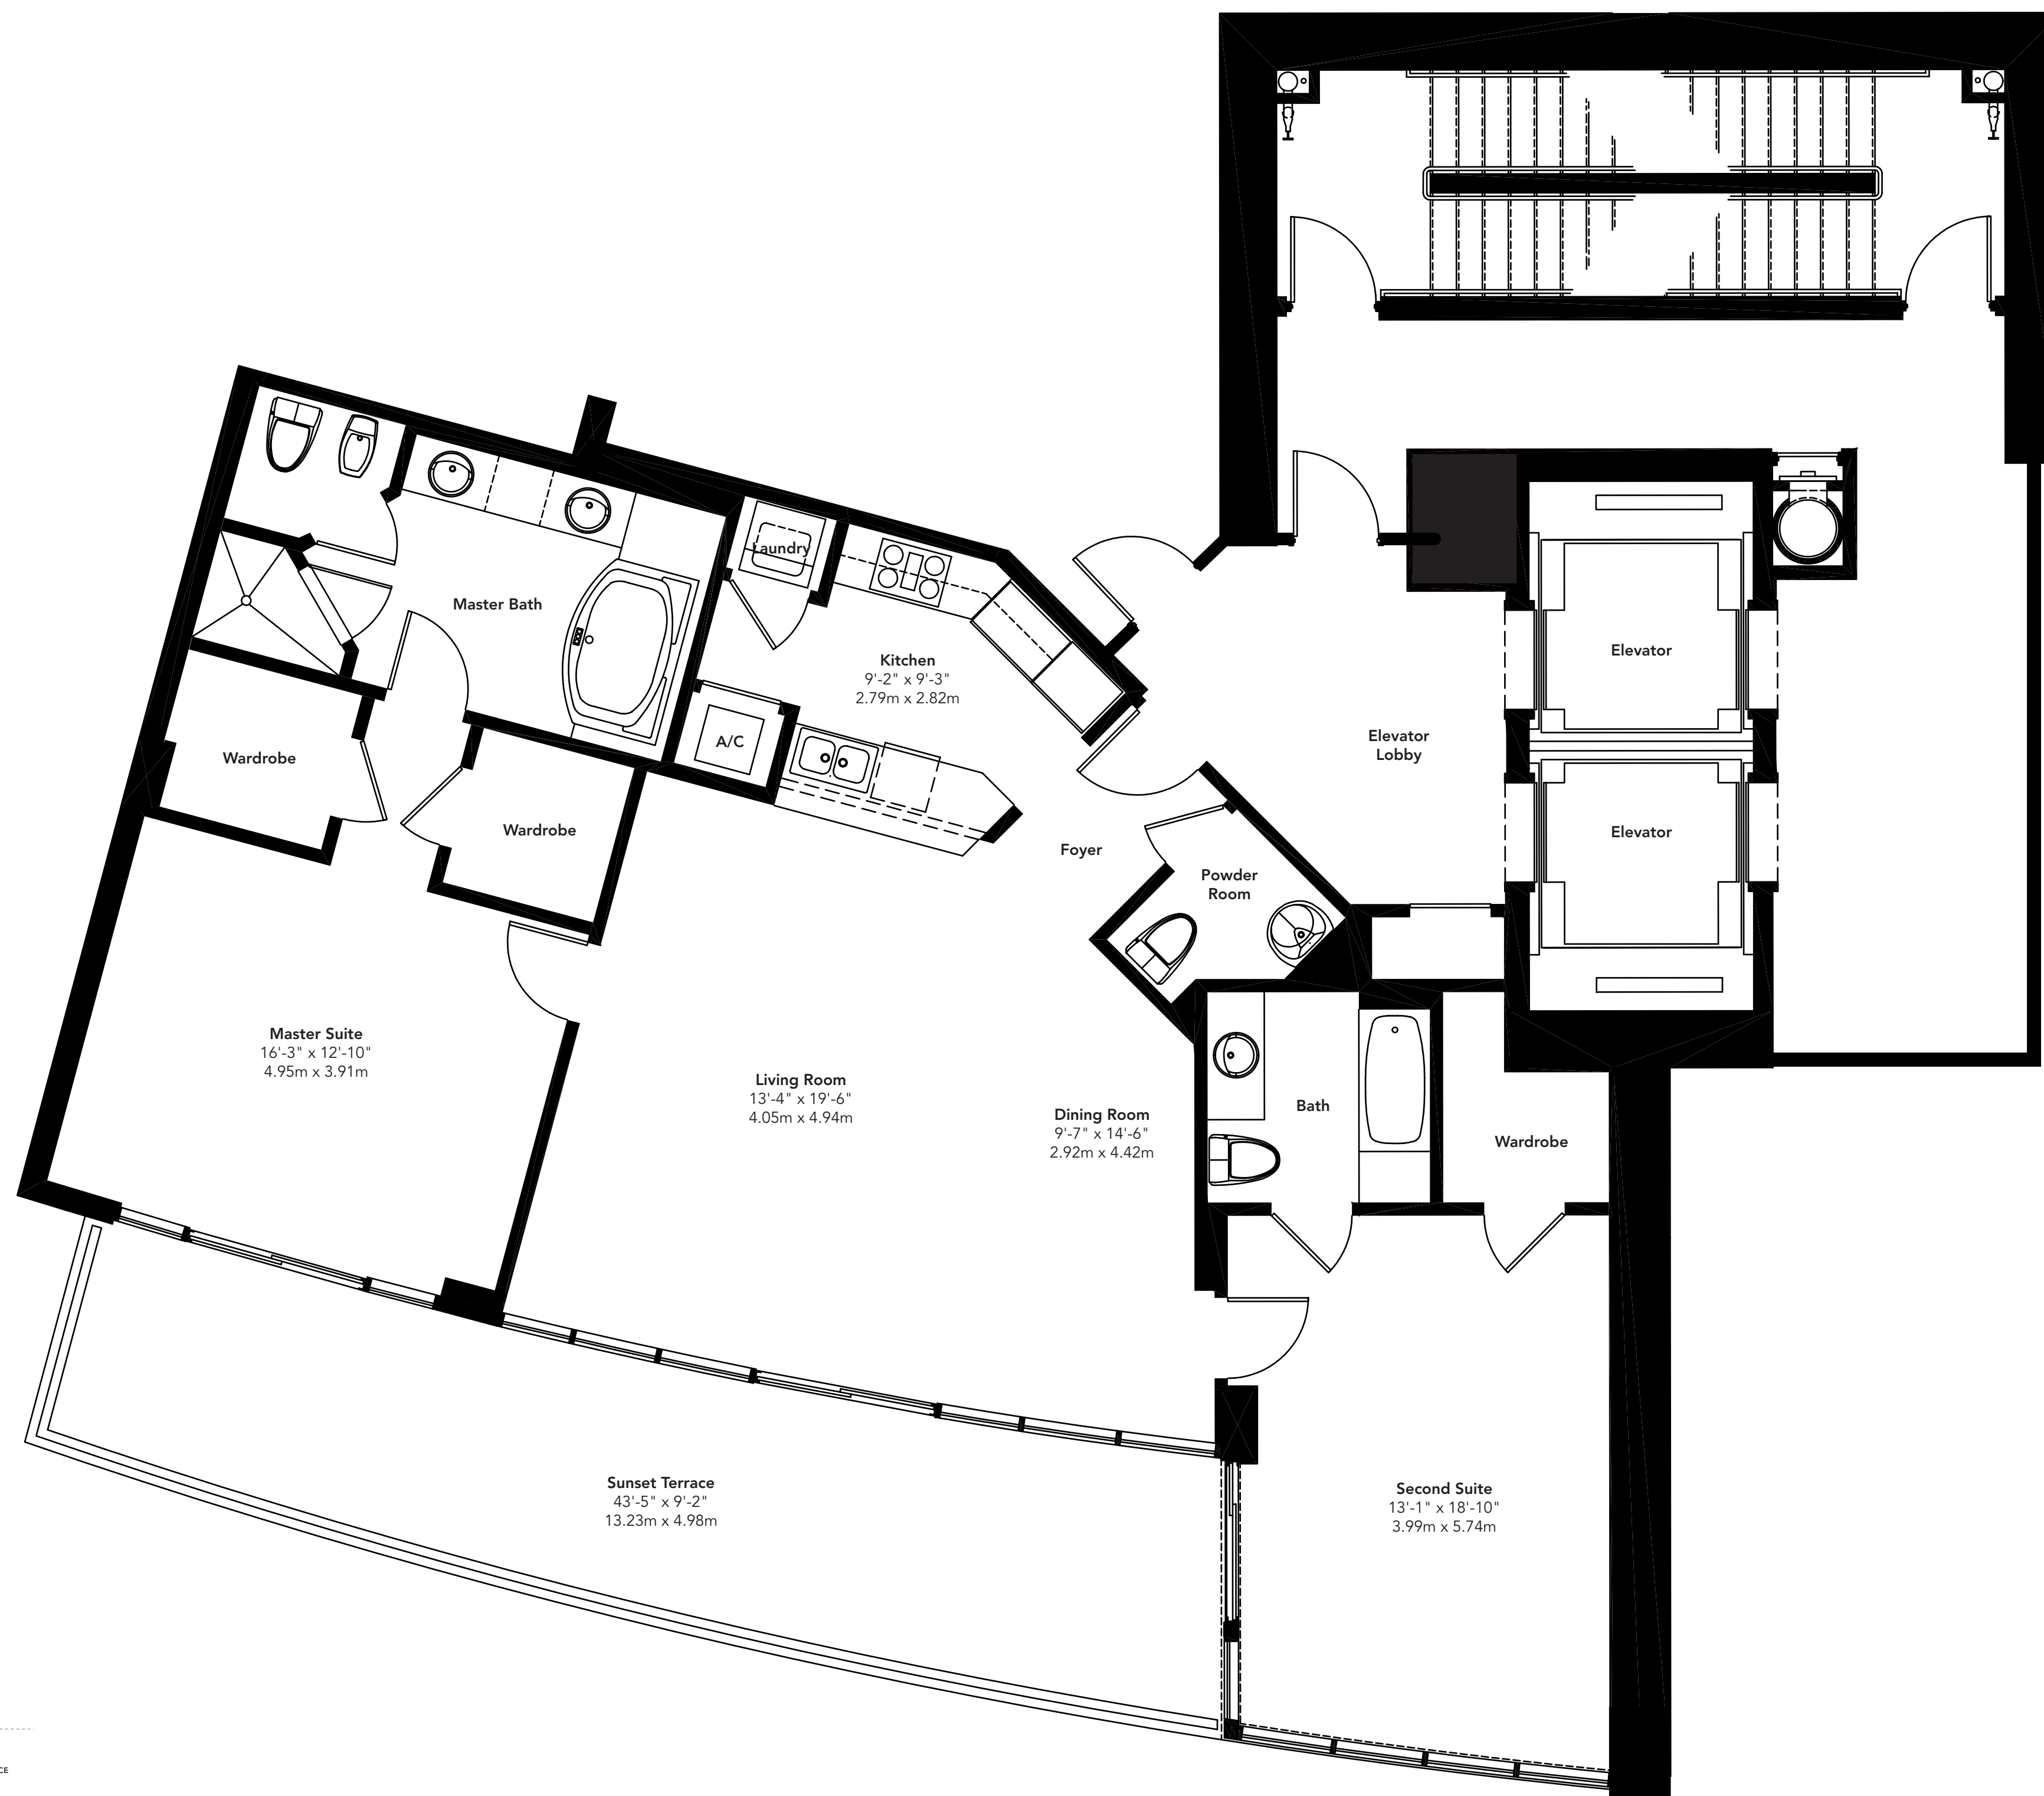 Laundry
Master Bath
Kitchen
9'-2" x 9'-3"
2.79m x 2.82m
Elevator
A/C
Elevator
Lobby
Wardrobe
Wardrobe
Elevator
Foyer
Powder
Room
Master Suite
16'-3" x 12'-10"
4.95m x 3.91m
Living Room
13'-4" x 19'-6"
4.05m x 4.94m
Dining Room
9'-7" x 14'-6"
2.92m x 4.42m
Bath
Wardrobe
Sunset Terrace
43'-5" x 9'-2"
13.23m x 4.98m
Second Suite
13'-1" x 18'-10"
3.99m x 5.74m
CE